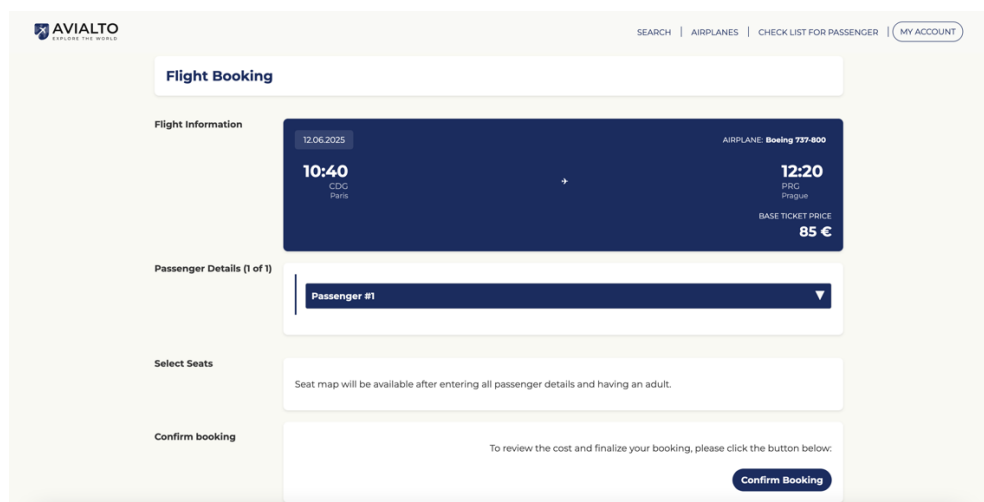 AVIALTO
EXPLORE THE WORLD
SEARCH | AIRPLANES | CHECK LIST FOR PASSENGER | MY ACCOUNT
Flight Booking
Flight Information
12.06.2025
AIRPLANE: Boeing 737-800
10:40
12:20
CDG
PRG
Paris
Prague
BASE TICKET PRICE
85 €
Passenger Details (1 of 1)
Passenger #1
Select Seats
Seat map will be available after entering all passenger details and having an adult.
Confirm booking
To review the cost and finalize your booking, please click the button below:
Confirm Booking